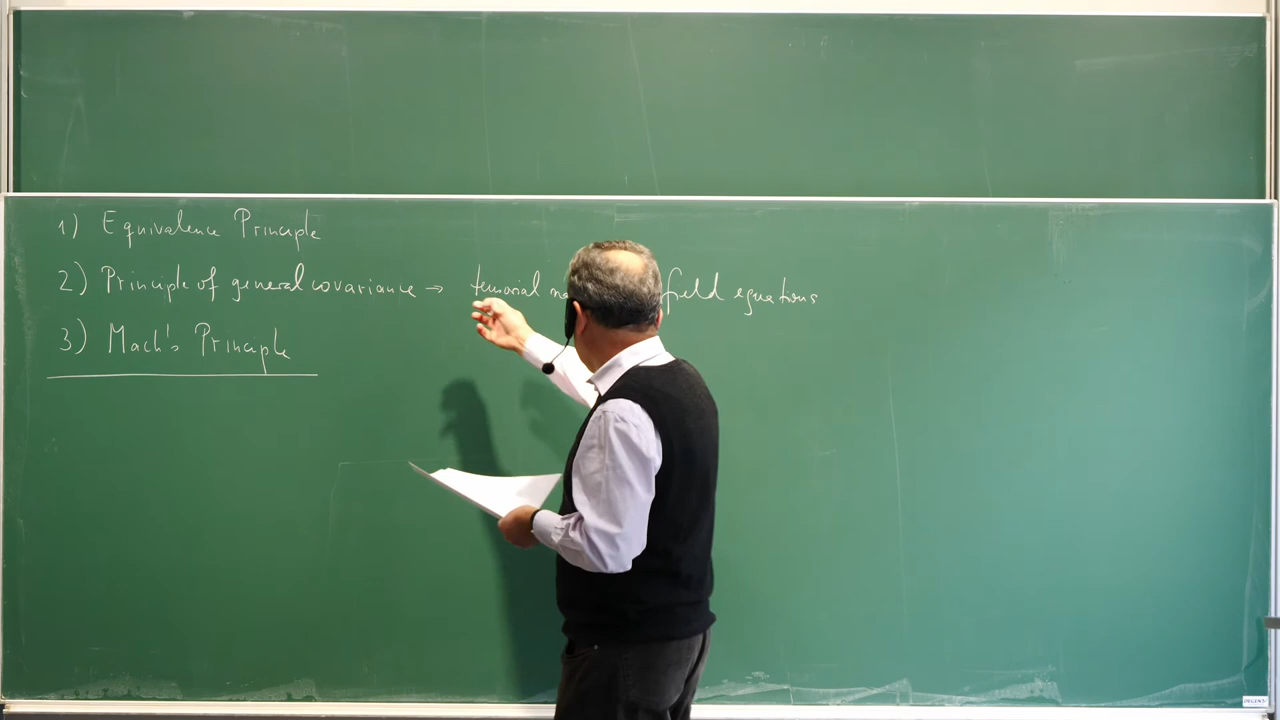 1) Equivalence Principle
2) Principle of general covariance → tensorial field equations
3) Mach's Principle